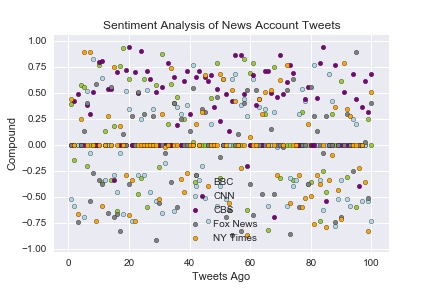 Sentiment Analysis of News Account Tweets
1.00
0.75
0.50
0.25
0.00
−0.25
−0.50
−0.75
−1.00
Compound
BBC
CNN
CBS
Fox News
NY Times
0 20 40 60 80 100
Tweets Ago